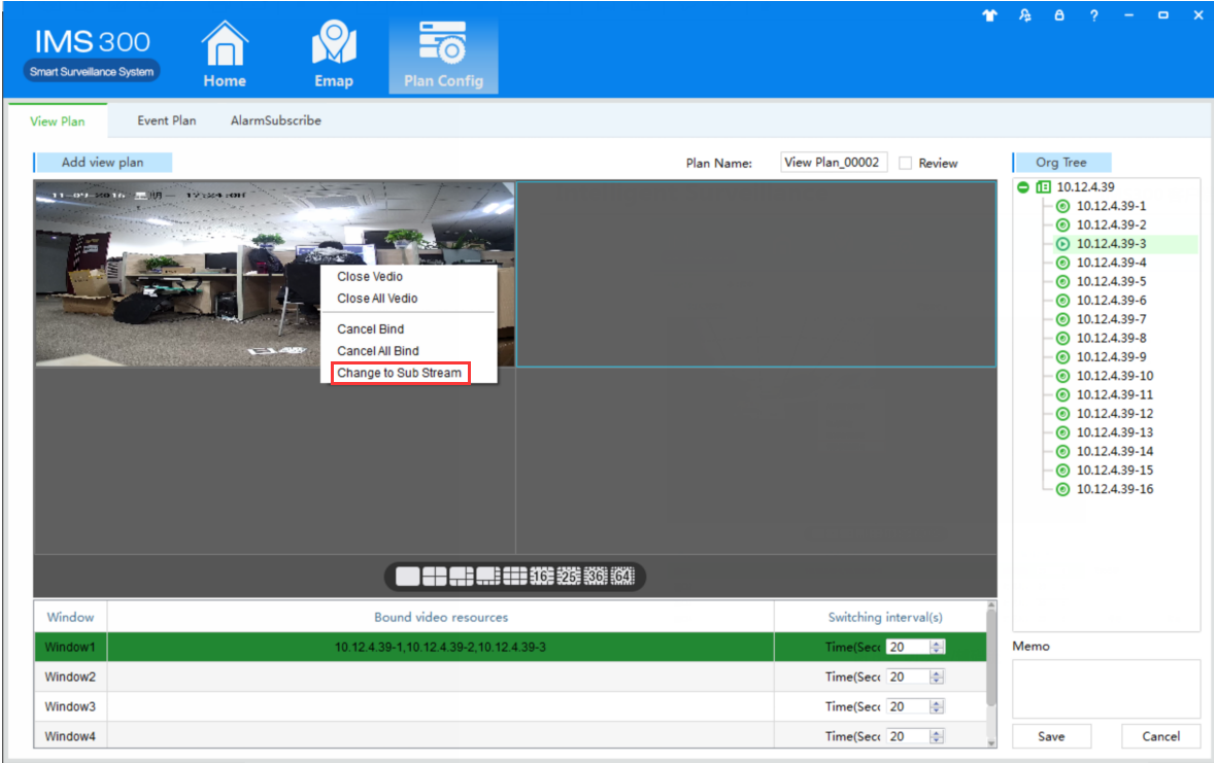 IMS 300
Smart Surveillance System
Home
Emap
Plan Config
View Plan
Event Plan
AlarmSubscribe
Add view plan
Plan Name:
View Plan_00002
Review
Org Tree
10.12.4.39
10.12.4.39-1
10.12.4.39-2
10.12.4.39-3
10.12.4.39-4
10.12.4.39-5
10.12.4.39-6
10.12.4.39-7
10.12.4.39-8
10.12.4.39-9
10.12.4.39-10
10.12.4.39-11
10.12.4.39-12
10.12.4.39-13
10.12.4.39-14
10.12.4.39-15
10.12.4.39-16
Close Vedio
Close All Vedio
Cancel Bind
Cancel All Bind
Change to Sub Stream
16 25 36 64
Window Bound video resources Switching interval(s)
Window1 10.12.4.39-1,10.12.4.39-2,10.12.4.39-3 Time(Sec 20
Window2 Time(Sec 20
Window3 Time(Sec 20
Window4 Time(Sec 20
Memo
Save Cancel